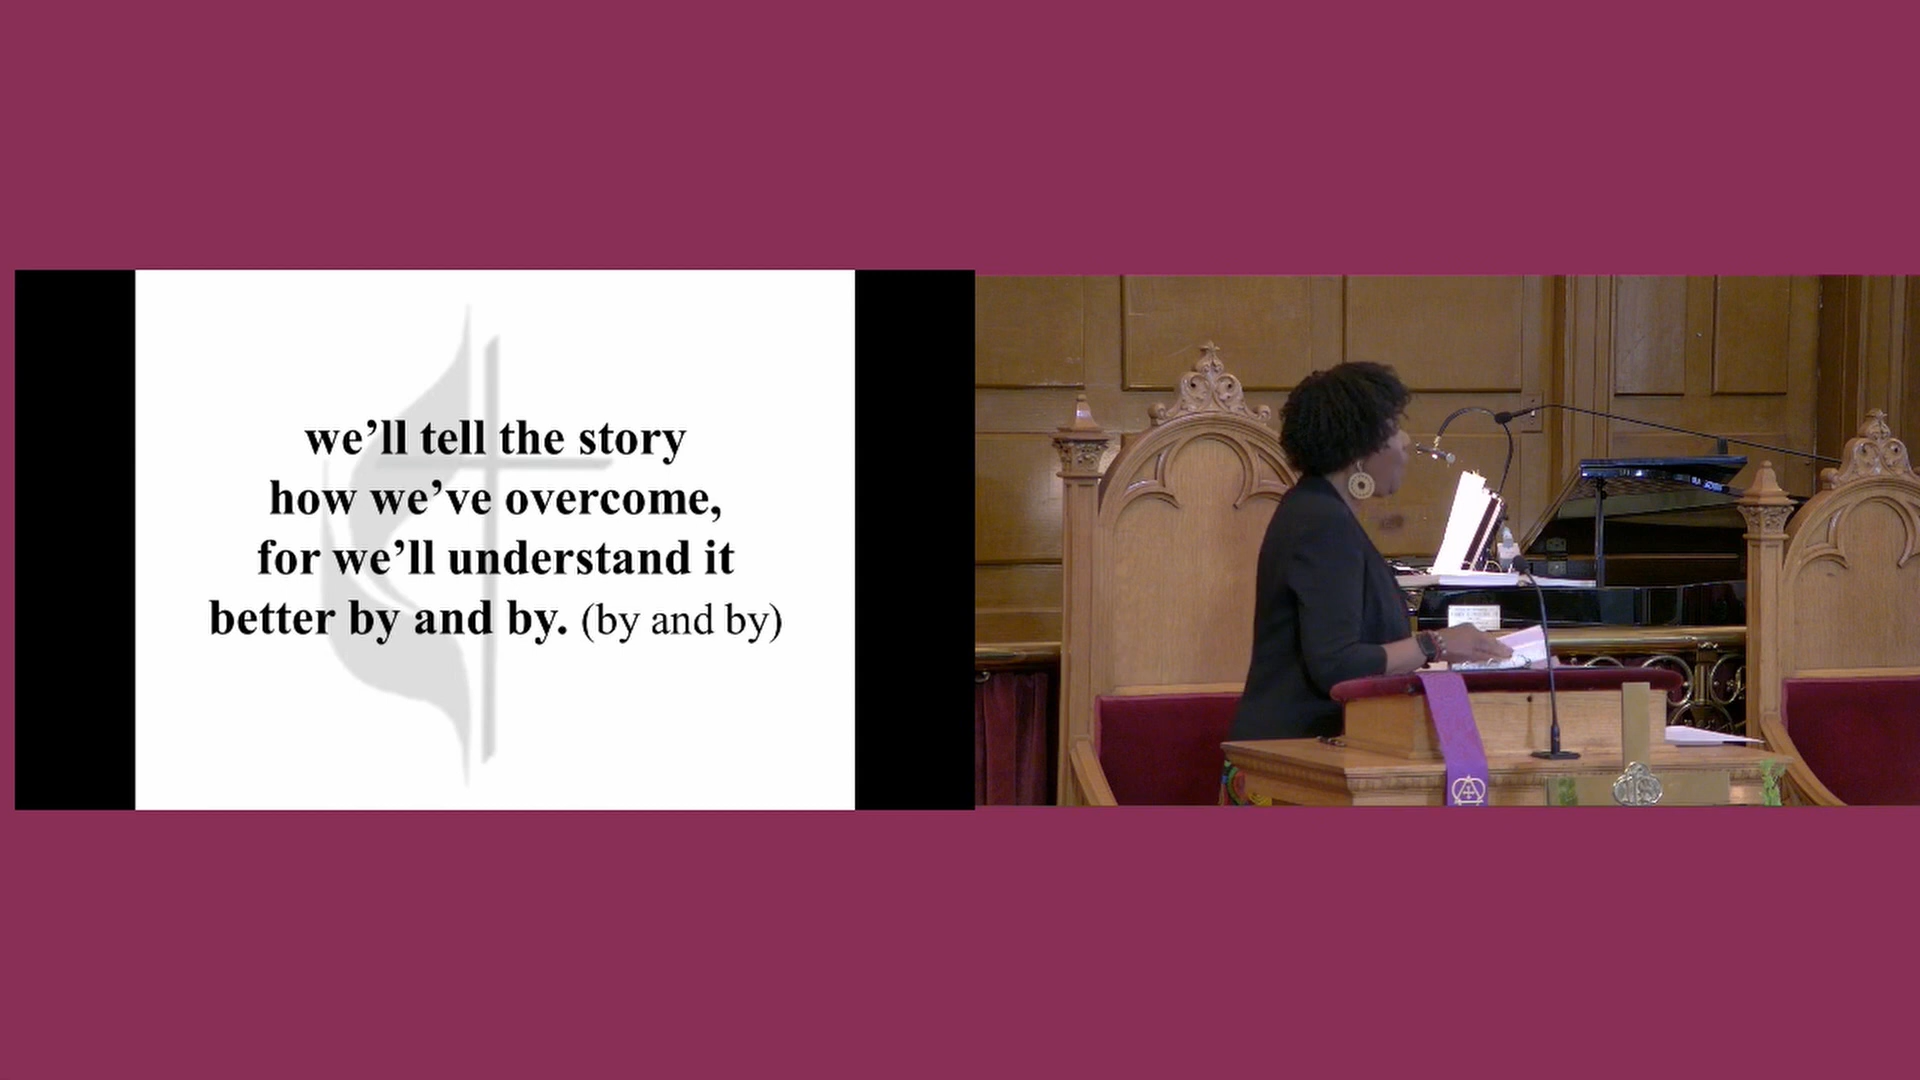 we’ll tell the story
how we’ve overcome,
for we’ll understand it
better by and by. (by and by)